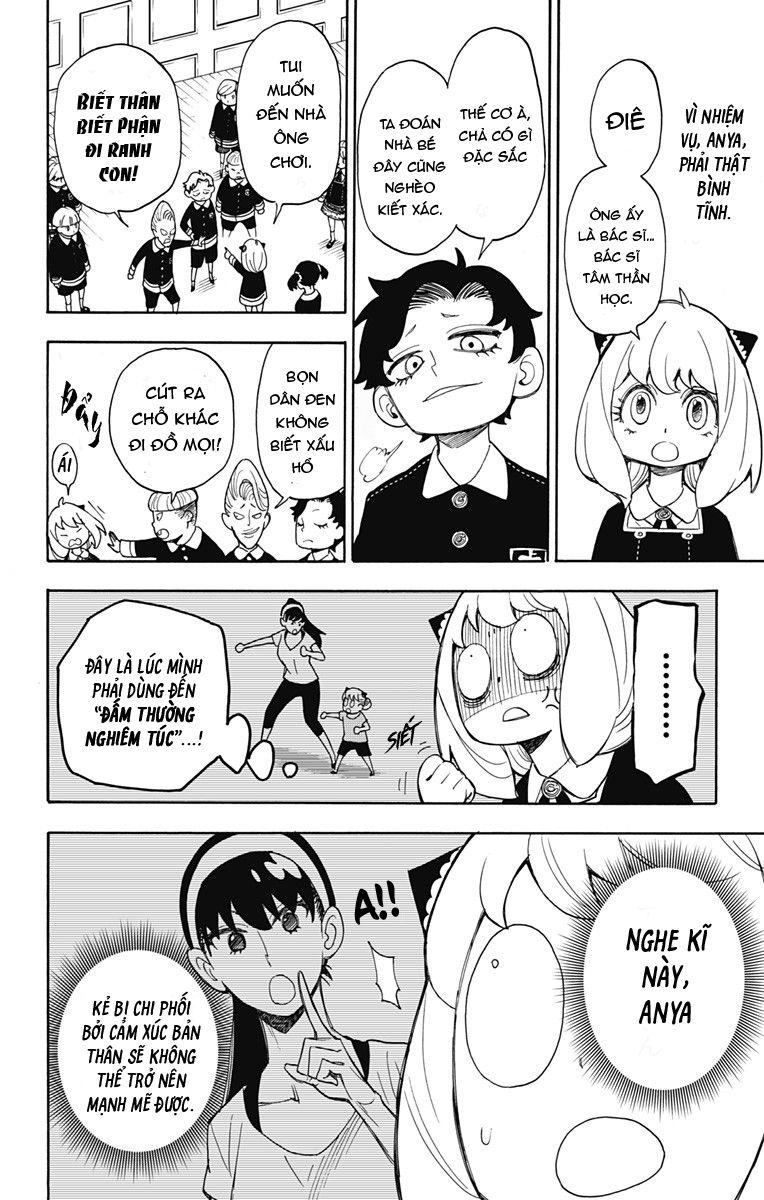 VÌ NHIỆM
VỤ, ANYA,
PHẢI THẬT
BÌNH
TĨNH.
ĐIÊ
ÔNG ẤY
LÀ BÁC SĨ...
BÁC SĨ
TÂM THẦN
HỌC.
THẾ CƠ À,
CHẢ CÓ GÌ
ĐẶC SẮC
TA ĐOÁN
NHÀ BÉ
ĐÂY CŨNG
NGHÈO
KIẾT XÁC.
TUI
MUỐN
ĐẾN NHÀ
ÔNG
CHƠI.
BIẾT THÂN
BIẾT PHẬN
ĐI RANH
CON!
BỌN
DÂN ĐEN
KHÔNG
BIẾT XẤU
HỔ
CÚT RA
CHỖ KHÁC
ĐI ĐỒ MỌI!
ĐẨY
ÁI
........
SIẾT
ĐÂY LÀ LÚC MÌNH
PHẢI DÙNG ĐẾN
"ĐẤM THƯỜNG
NGHIÊM TÚC"...!
NGHE KĨ
NÀY,
ANYA
A!!
KẺ BỊ CHI PHỐI
BỞI CẢM XÚC BẢN
THÂN SẼ KHÔNG
THỂ TRỞ NÊN
MẠNH MẼ ĐƯỢC.